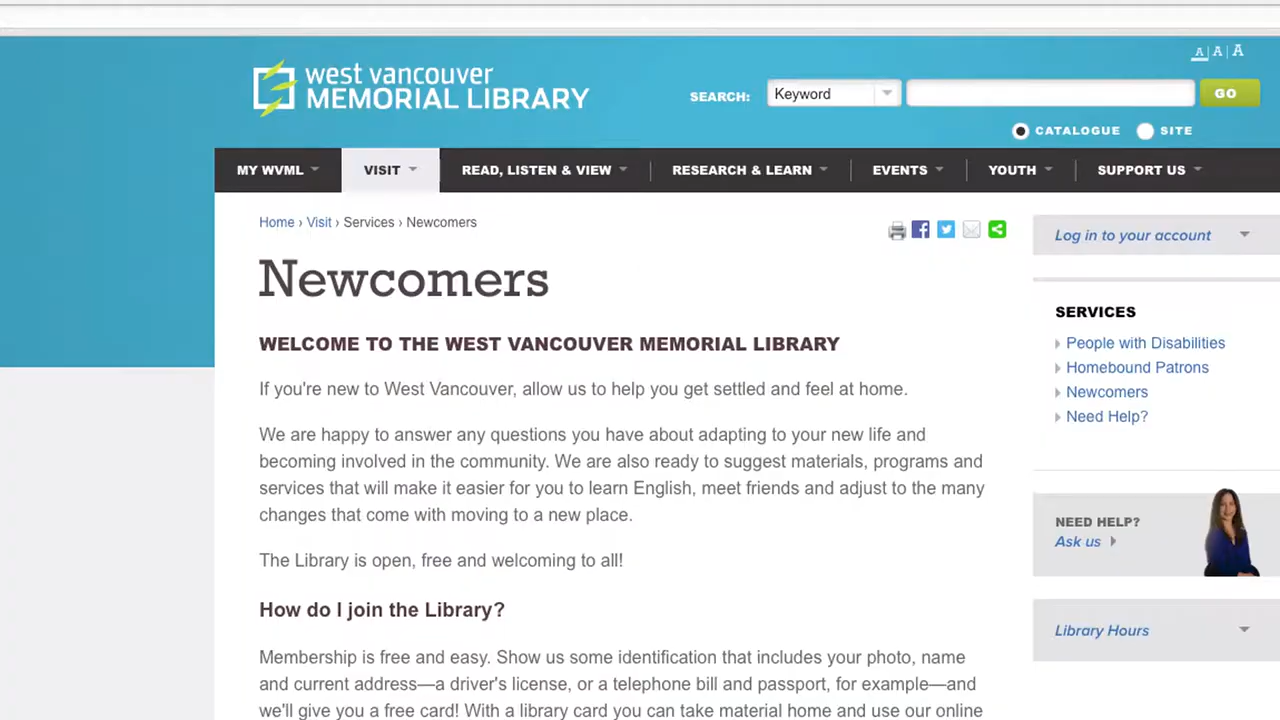 west vancouver
MEMORIAL LIBRARY
A | A | A
SEARCH: Keyword GO
CATALOGUE SITE
MY WVML VISIT READ, LISTEN & VIEW RESEARCH & LEARN EVENTS YOUTH SUPPORT US
Home › Visit › Services › Newcomers
Newcomers
WELCOME TO THE WEST VANCOUVER MEMORIAL LIBRARY
If you're new to West Vancouver, allow us to help you get settled and feel at home.
We are happy to answer any questions you have about adapting to your new life and
becoming involved in the community. We are also ready to suggest materials, programs and
services that will make it easier for you to learn English, meet friends and adjust to the many
changes that come with moving to a new place.
The Library is open, free and welcoming to all!
How do I join the Library?
Membership is free and easy. Show us some identification that includes your photo, name
and current address—a driver's license, or a telephone bill and passport, for example—and
we'll give you a free card! With a library card you can take material home and use our online
Log in to your account
SERVICES
People with Disabilities
Homebound Patrons
Newcomers
Need Help?
NEED HELP?
Ask us
Library Hours